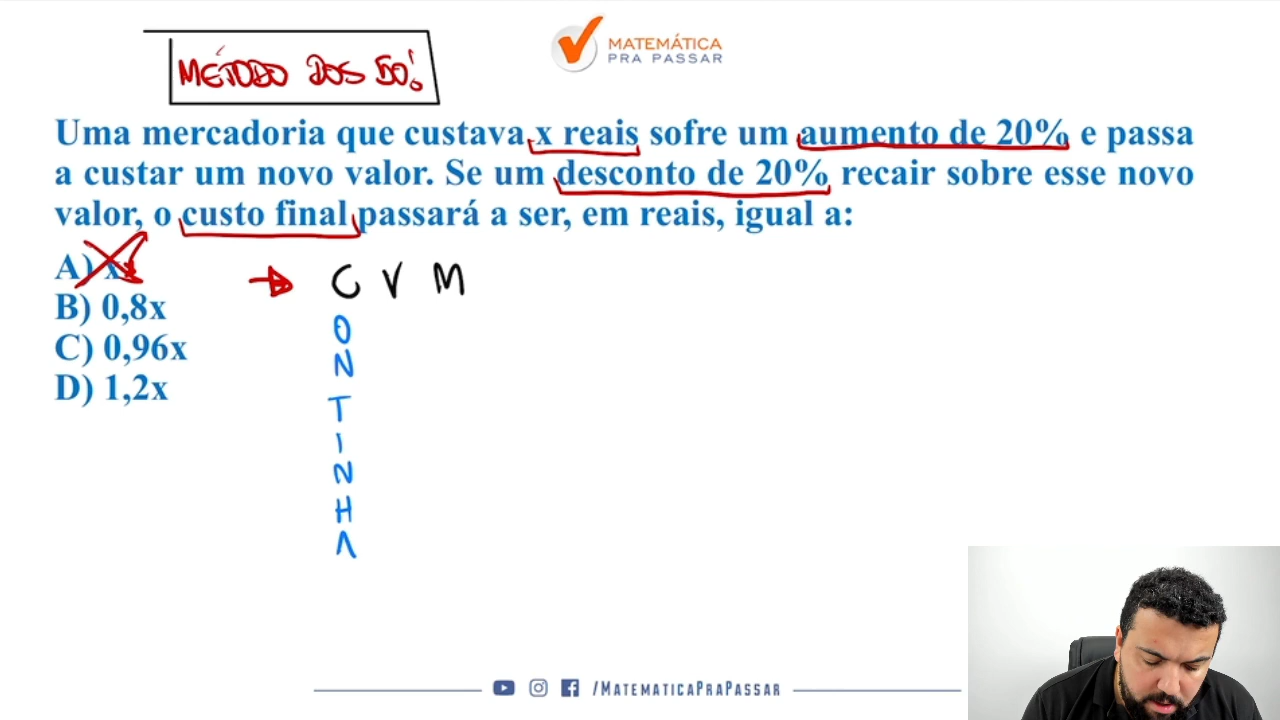 MÉTODO DOS 50!
MATEMÁTICA
PRA PASSAR
Uma mercadoria que custava x reais sofre um aumento de 20% e passa
a custar um novo valor. Se um desconto de 20% recair sobre esse novo
valor, o custo final passará a ser, em reais, igual a:
A) x
B) 0,8x
C) 0,96x
D) 1,2x
C V M
O
N
T
I
N
H
A
/MATEMATICAPRAPASSAR